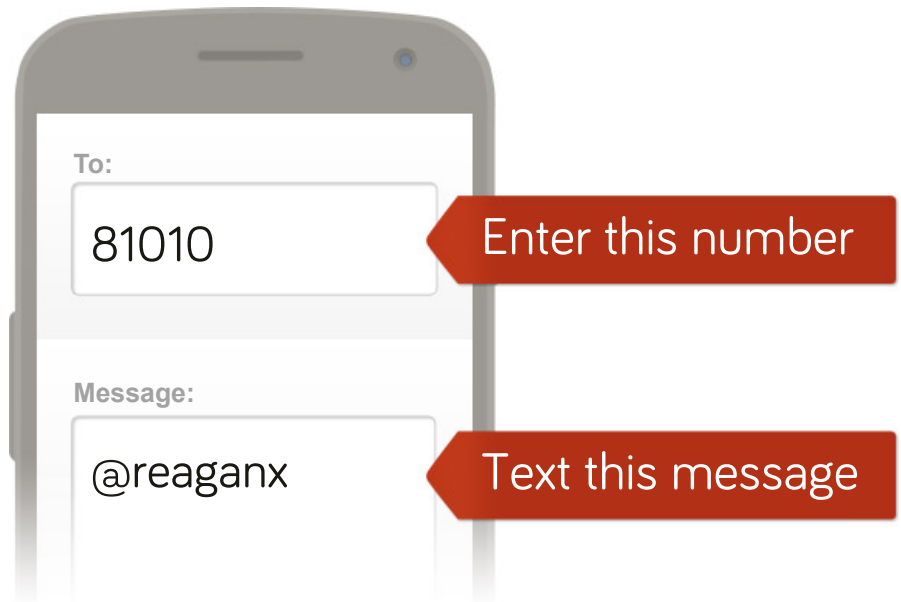 To:
81010
Enter this number
Message:
@reaganx
Text this message